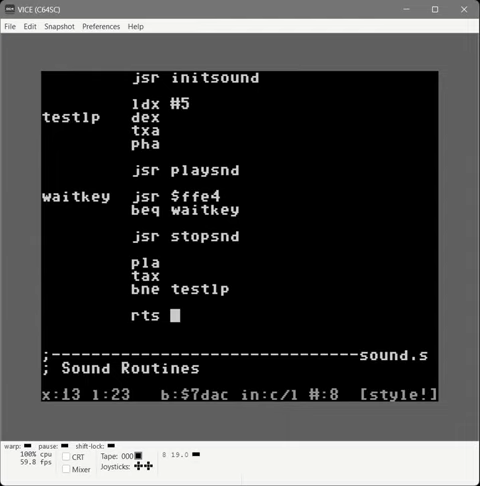 VICE (C64SC)
File Edit Snapshot Preferences Help
jsr initsound
ldx #5
testlp dex
txa
pha
jsr playsnd
waitkey jsr $ffe4
beq waitkey
jsr stopsnd
pla
tax
bne testlp
rts
;--------------------------------sound.s
; Sound Routines
x:13 l:23 b:$7dac in:c/l #:8 [style!]
warp: pause: shift-lock:
100% cpu
59.8 fps
CRT
Mixer
Tape: 000
Joysticks:
8 19.0